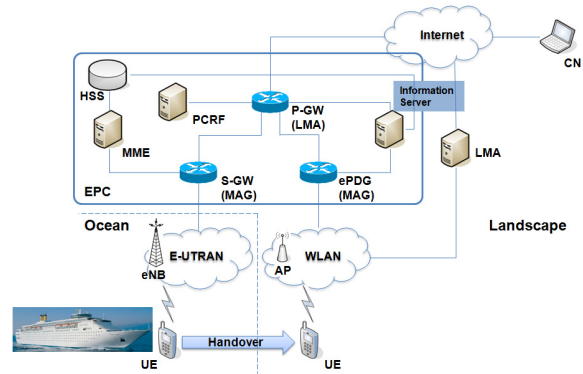 Internet
CN
HSS
Information
Server
PCRF
P-GW
(LMA)
MME
LMA
S-GW
(MAG)
ePDG
(MAG)
EPC
Ocean
Landscape
E-UTRAN
WLAN
eNB
AP
Handover
UE
UE